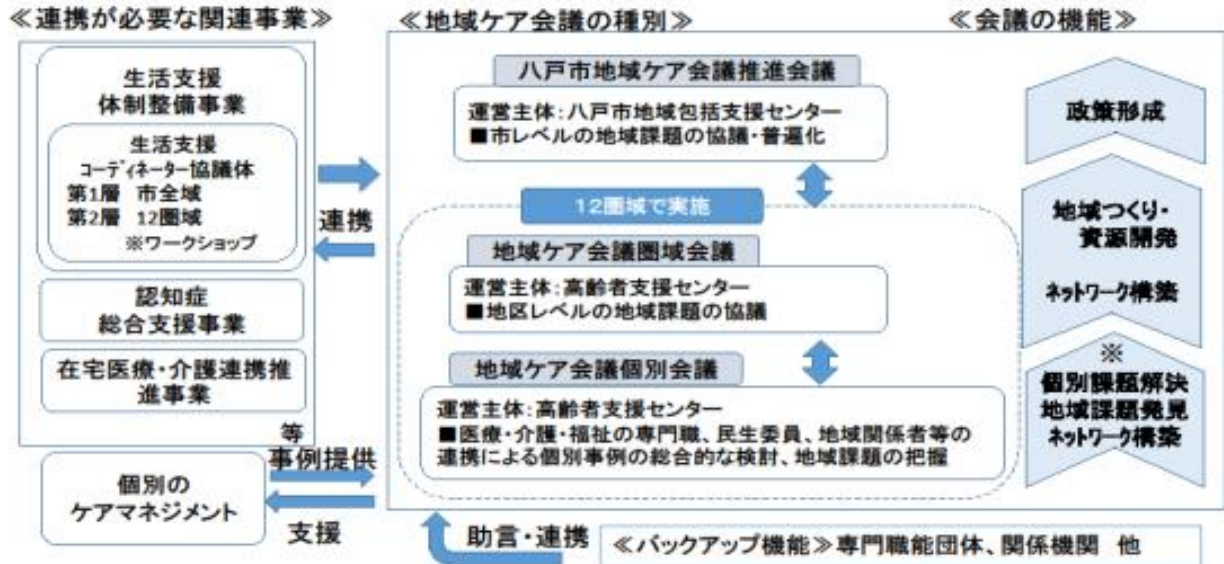 ≪連携が必要な関連事業≫
≪地域ケア会議の種別≫
≪会議の機能≫
生活支援
体制整備事業
生活支援
コーディネーター協議体
第1層 市全域
第2層 12圏域
※ワークショップ
認知症
総合支援事業
在宅医療・介護連携推
進事業
等
個別の
ケアマネジメント
連携
事例提供
支援
八戸市地域ケア会議推進会議
運営主体:八戸市地域包括支援センター
■市レベルの地域課題の協議・普遍化
12圏域で実施
地域ケア会議圏域会議
運営主体:高齢者支援センター
■地区レベルの地域課題の協議
地域ケア会議個別会議
運営主体:高齢者支援センター
■医療・介護・福祉の専門職、民生委員、地域関係者等の
連携による個別事例の総合的な検討、地域課題の把握
政策形成
地域づくり・
資源開発
ネットワーク構築
※
個別課題解決
地域課題発見
ネットワーク構築
助言・連携
≪バックアップ機能≫専門職能団体、関係機関 他